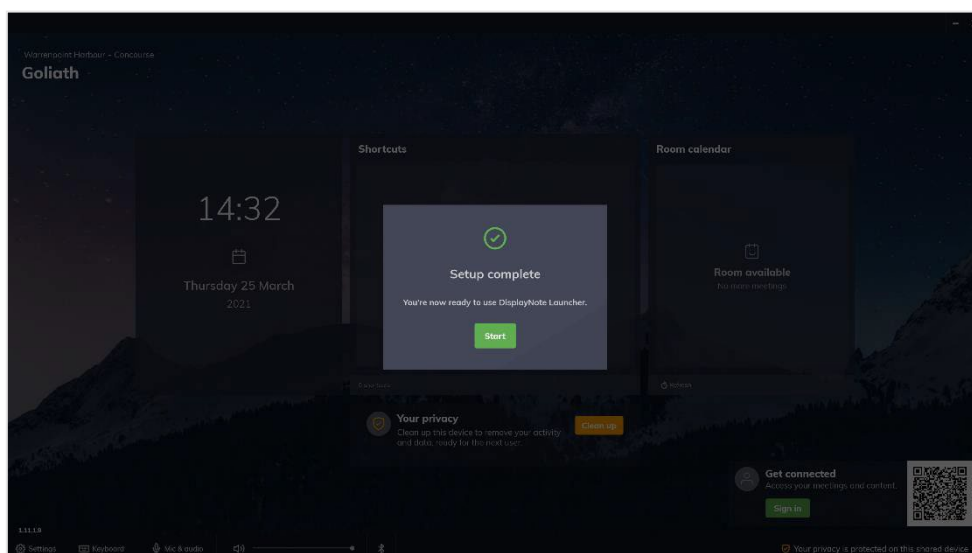 Warrenpoint Harbour - Concourse
Goliath
14:32
Thursday 25 March
2021
Shortcuts
Room calendar
Room available
No more meetings
Setup complete
You're now ready to use DisplayNote Launcher.
Start
Refresh
Your privacy
Clean up this device to remove your activity
and data, ready for the next user.
Clean up
Get connected
Access your meetings and content.
Sign in
1.11.1.0
Settings
Keyboard
Mic & audio
Your privacy is protected on this shared device